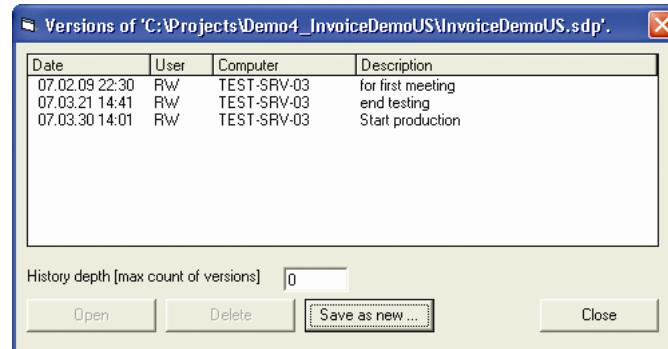 Versions of 'C:\Projects\Demo4_InvoiceDemoUS\InvoiceDemoUS.sdp'.
Date User Computer Description
07.02.09 22:30 RW TEST-SRV-03 for first meeting
07.03.21 14:41 RW TEST-SRV-03 end testing
07.03.30 14:01 RW TEST-SRV-03 Start production
History depth [max count of versions] 0
Open Delete Save as new ... Close